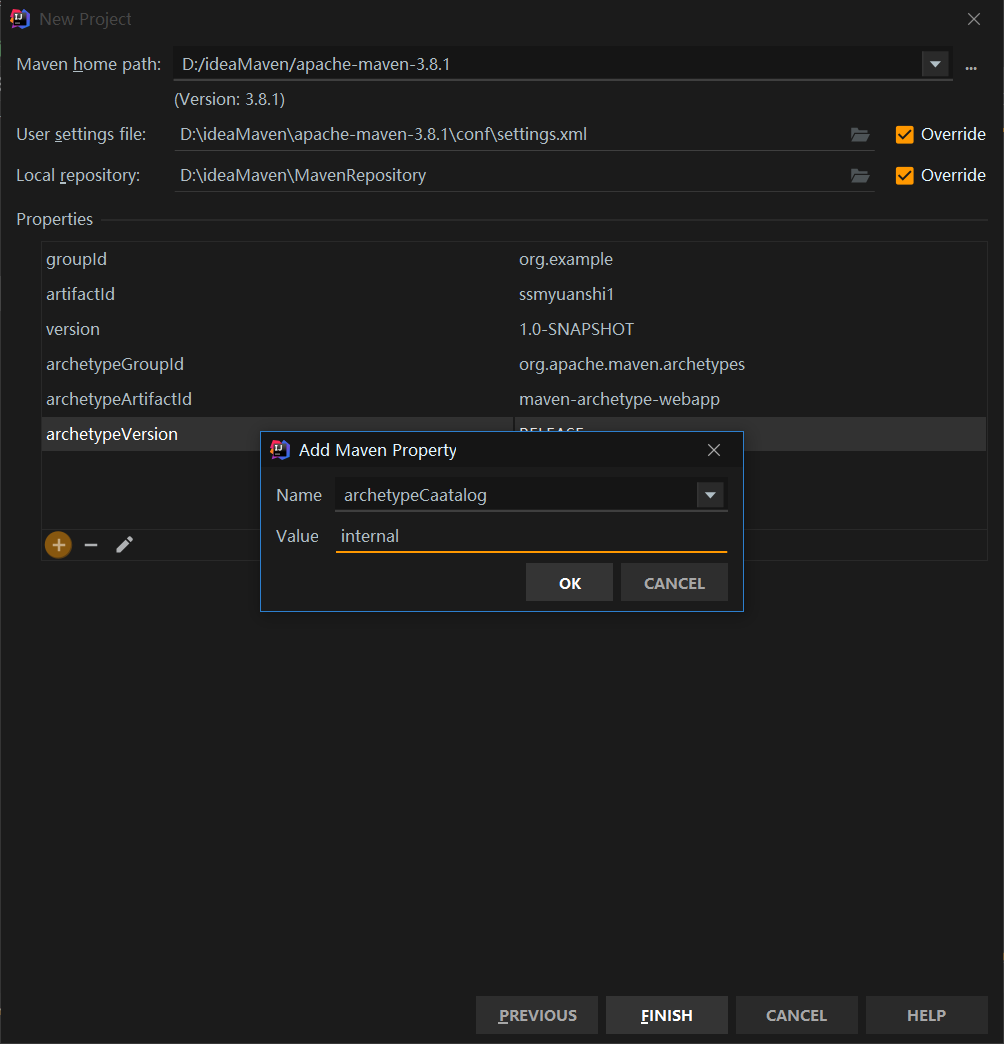 New Project
Maven home path: D:/ideaMaven/apache-maven-3.8.1 ...
(Version: 3.8.1)
User settings file: D:\ideaMaven\apache-maven-3.8.1\conf\settings.xml Override
Local repository: D:\ideaMaven\MavenRepository Override
Properties
groupId org.example
artifactId ssmyuanshi1
version 1.0-SNAPSHOT
archetypeGroupId org.apache.maven.archetypes
archetypeArtifactId maven-archetype-webapp
archetypeVersion RELEASE
Add Maven Property
Name archetypeCaatalog
Value internal
OK CANCEL
PREVIOUS FINISH CANCEL HELP